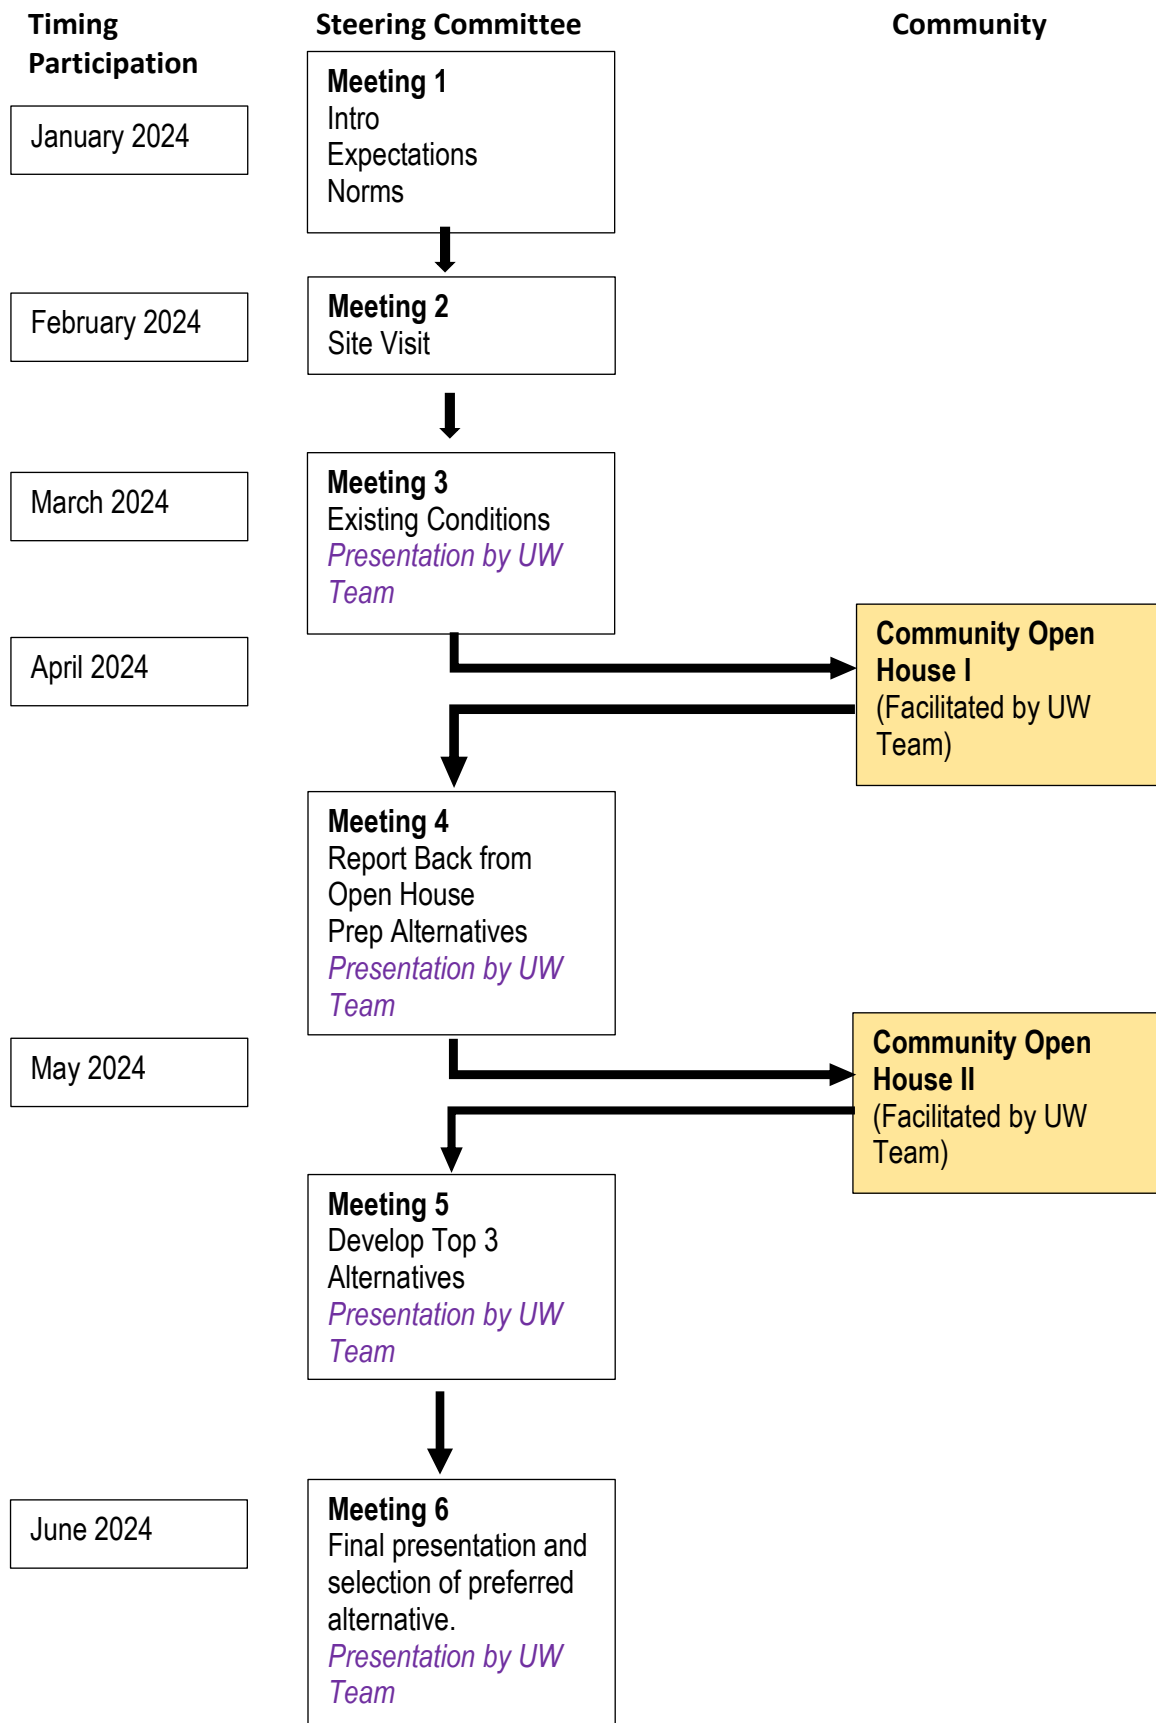 Timing
Participation
Steering Committee
Community
January 2024
Meeting 1
Intro
Expectations
Norms
February 2024
Meeting 2
Site Visit
March 2024
Meeting 3
Existing Conditions
Presentation by UW
Team
April 2024
Community Open
House I
(Facilitated by UW
Team)
Meeting 4
Report Back from
Open House
Prep Alternatives
Presentation by UW
Team
May 2024
Community Open
House II
(Facilitated by UW
Team)
Meeting 5
Develop Top 3
Alternatives
Presentation by UW
Team
June 2024
Meeting 6
Final presentation and
selection of preferred
alternative.
Presentation by UW
Team